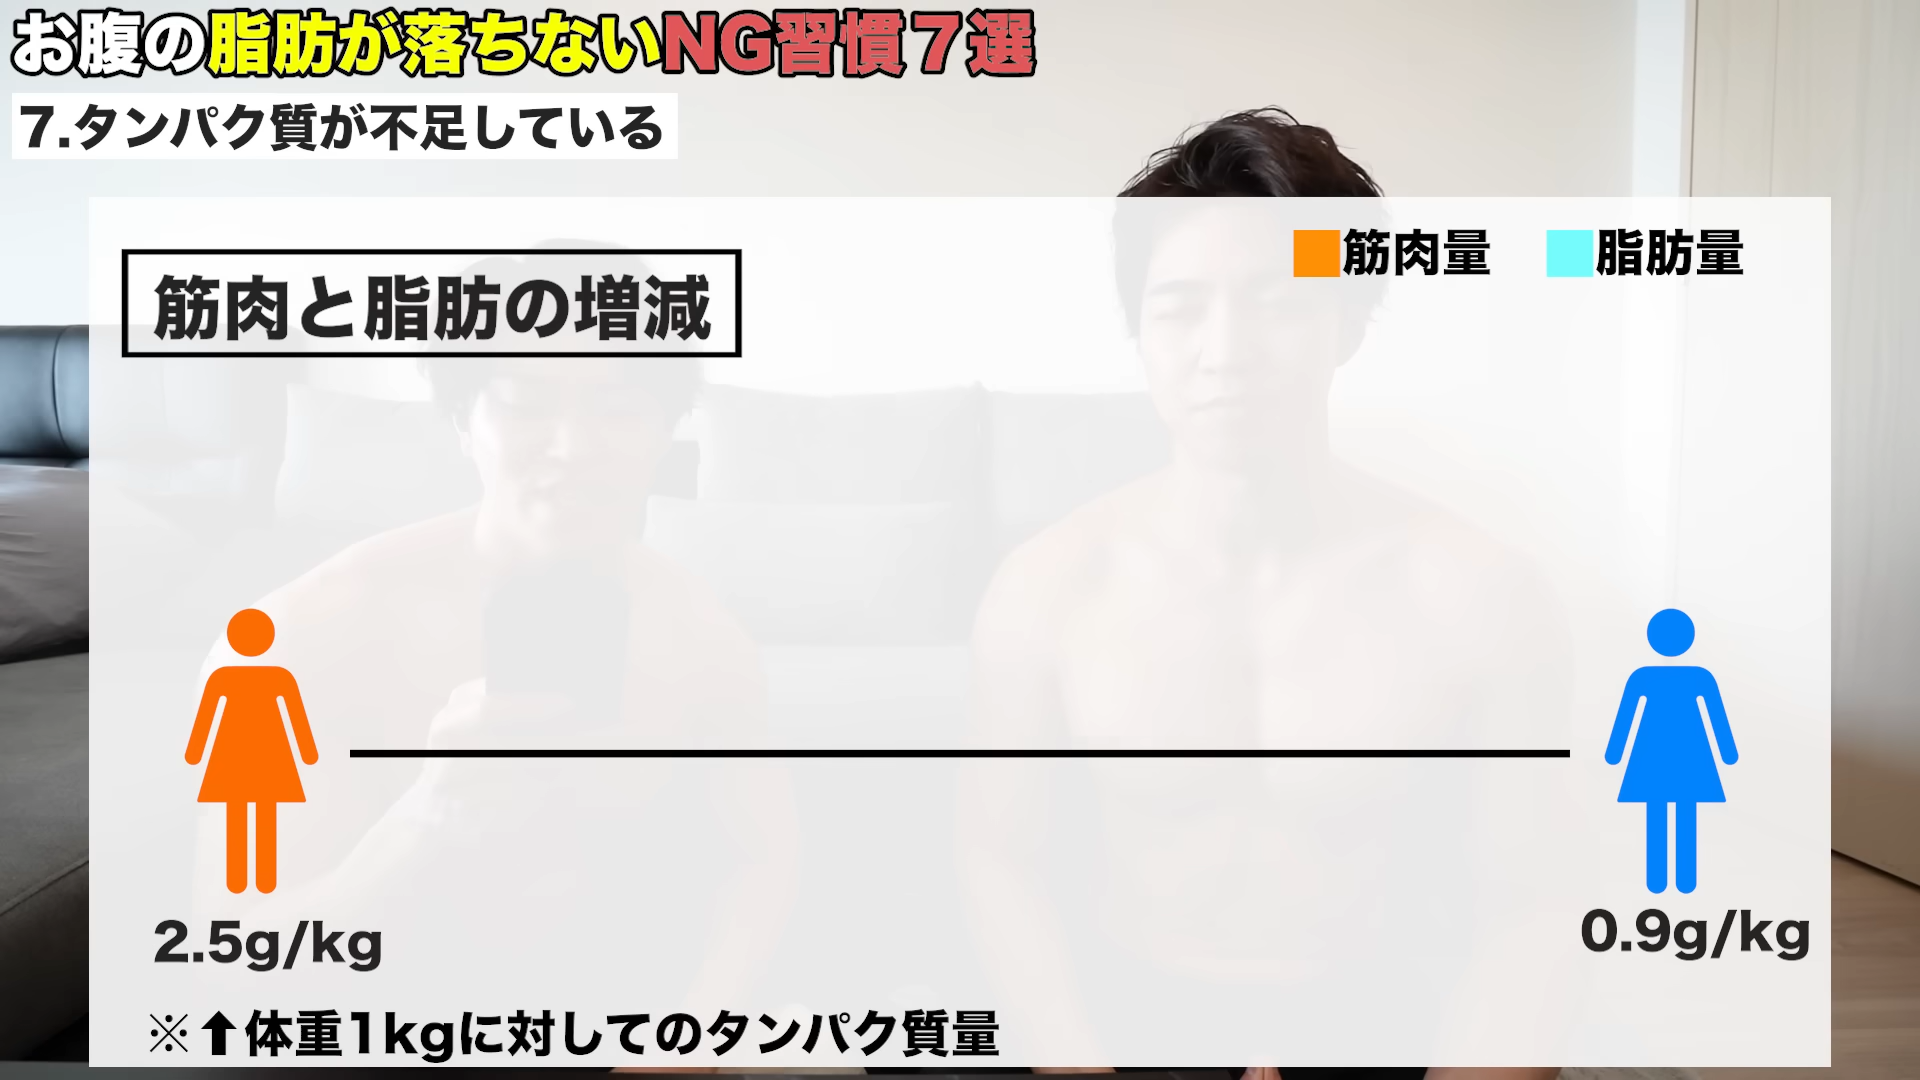 お腹の脂肪が落ちないNG習慣7選
7.タンパク質が不足している
筋肉量 脂肪量
筋肉と脂肪の増減
2.5g/kg
0.9g/kg
※⬆体重1kgに対してのタンパク質量